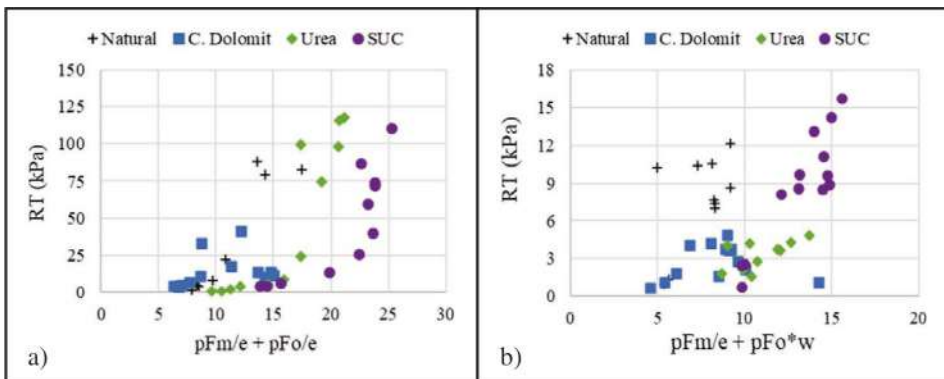 Natural C. Dolomit Urea SUC
150
125
100
75
50
25
0
RT (kPa)
0 5 10 15 20 25 30
pFm/e + pFo/e
a)
Natural C. Dolomit Urea SUC
18
15
12
9
6
3
0
RT (kPa)
0 5 10 15 20
pFm/e + pFo*w
b)